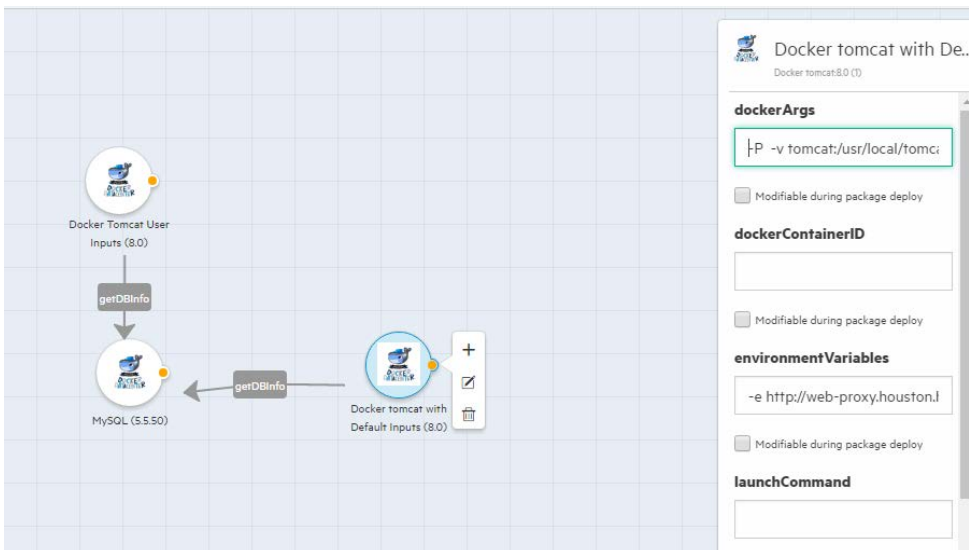 Docker Tomcat User
Inputs (8.0)
getDBInfo
MySQL (5.5.50)
getDBInfo
Docker tomcat with
Default Inputs (8.0)
Docker tomcat with De...
Docker tomcat:8.0 (1)
dockerArgs
-P -v tomcat:/usr/local/tomca
Modifiable during package deploy
dockerContainerID
Modifiable during package deploy
environmentVariables
-e http://web-proxy.houston.h
Modifiable during package deploy
launchCommand